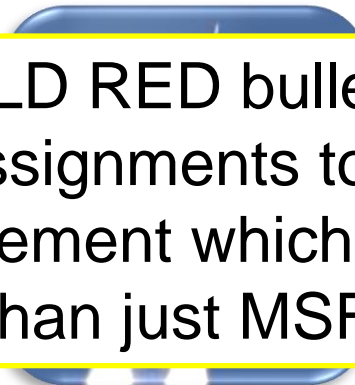 LD RED bulle
ssignments to
ement which
han just MSF